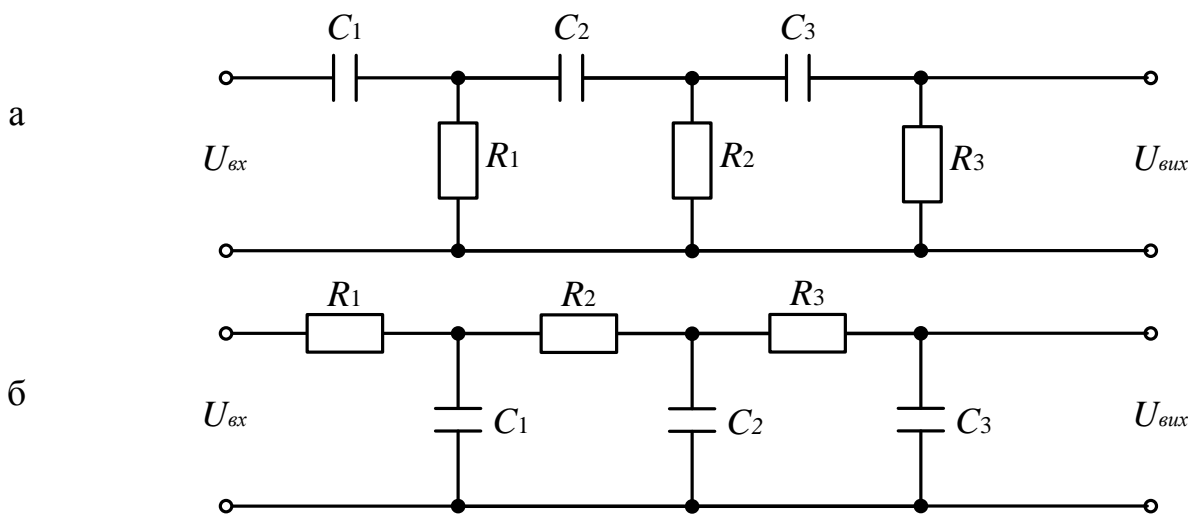 C1 C2 C3
а
Uвх R1 R2 R3 Uвих
R1 R2 R3
б
Uвх C1 C2 C3 Uвих